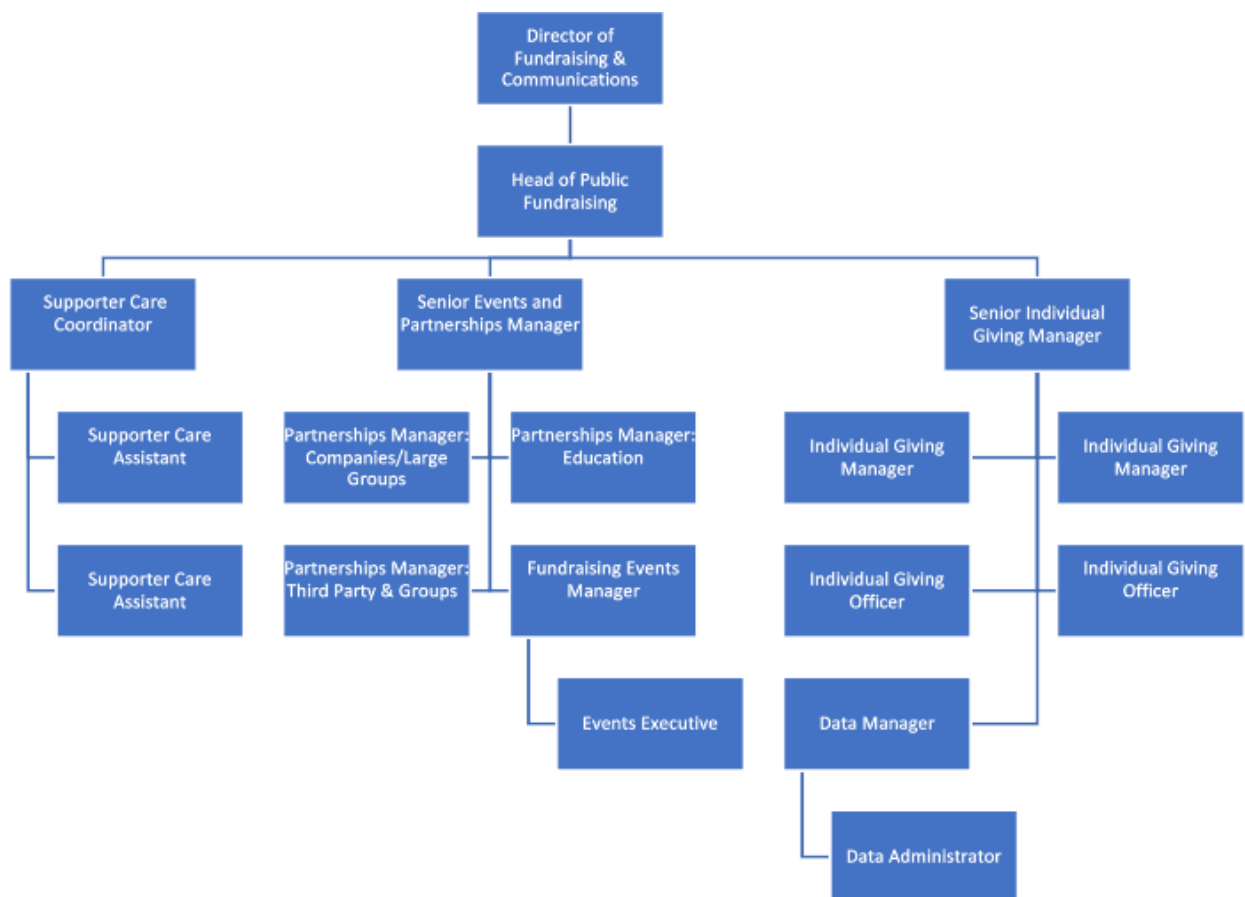 Director of
Fundraising &
Communications
Head of Public
Fundraising
Supporter Care
Coordinator
Senior Events and
Partnerships Manager
Senior Individual
Giving Manager
Supporter Care
Assistant
Partnerships Manager:
Companies/Large
Groups
Partnerships Manager:
Education
Individual Giving
Manager
Individual Giving
Manager
Supporter Care
Assistant
Partnerships Manager:
Third Party & Groups
Fundraising Events
Manager
Individual Giving
Officer
Individual Giving
Officer
Events Executive
Data Manager
Data Administrator